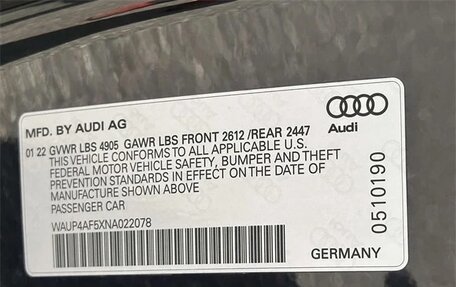 MFD. BY AUDI AG
01 22 GVWR LBS 4905 GAWR LBS FRONT 2612 /REAR 2447
THIS VEHICLE CONFORMS TO ALL APPLICABLE U.S.
FEDERAL MOTOR VEHICLE SAFETY, BUMPER AND THEFT
PREVENTION STANDARDS IN EFFECT ON THE DATE OF
MANUFACTURE SHOWN ABOVE
PASSENGER CAR
WAUP4AF5XNA022078
Audi
0510190
GERMANY